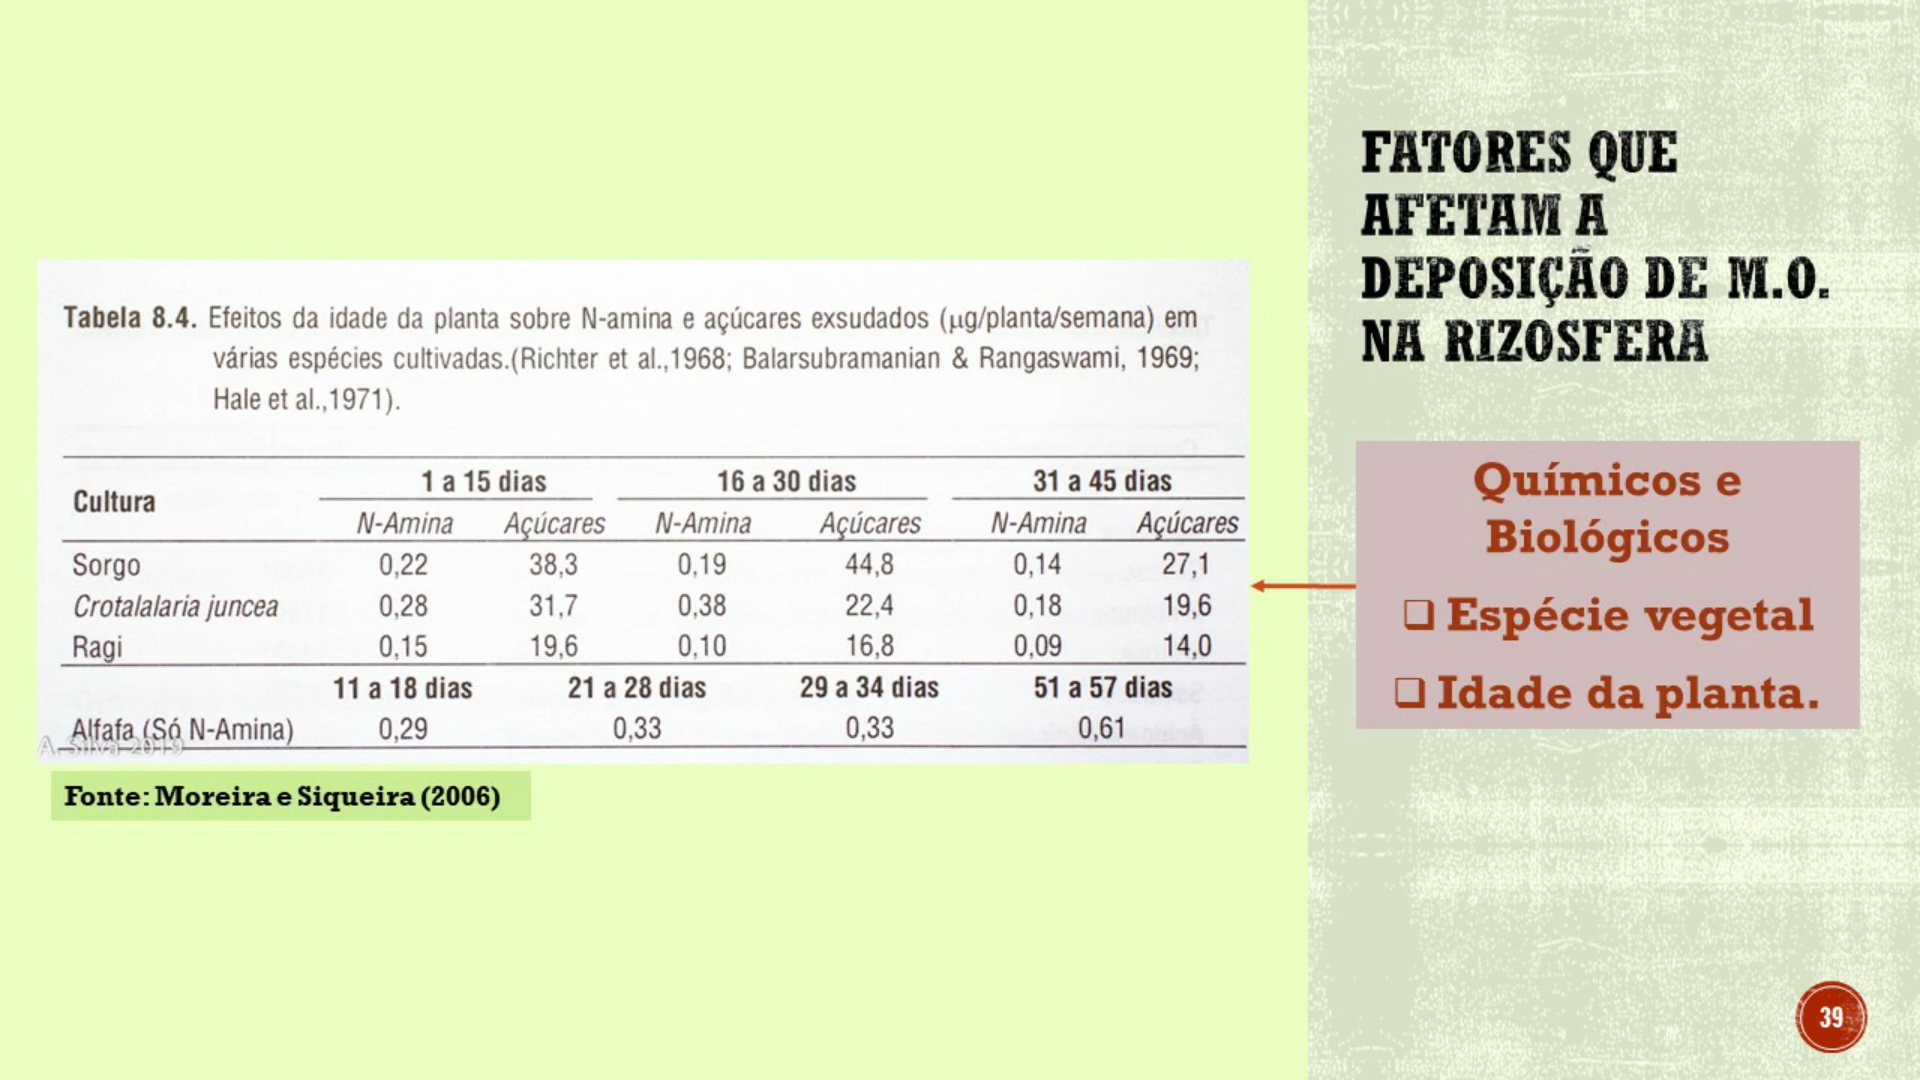 FATORES QUE
AFETAM A
DEPOSIÇÃO DE M.O.
NA RIZOSFERA
Tabela 8.4. Efeitos da idade da planta sobre N-amina e açúcares exsudados (µg/planta/semana) em
várias espécies cultivadas.(Richter et al.,1968; Balarsubramanian & Rangaswami, 1969;
Hale et al.,1971).
Cultura 1 a 15 dias 16 a 30 dias 31 a 45 dias
N-Amina Açúcares N-Amina Açúcares N-Amina Açúcares
Sorgo 0,22 38,3 0,19 44,8 0,14 27,1
Crotalalaria juncea 0,28 31,7 0,38 22,4 0,18 19,6
Ragi 0,15 19,6 0,10 16,8 0,09 14,0
11 a 18 dias 21 a 28 dias 29 a 34 dias 51 a 57 dias
Alfafa (Só N-Amina) 0,29 0,33 0,33 0,61
A. Silva 2019
Fonte: Moreira e Siqueira (2006)
Químicos e
Biológicos
❑ Espécie vegetal
❑ Idade da planta.
39